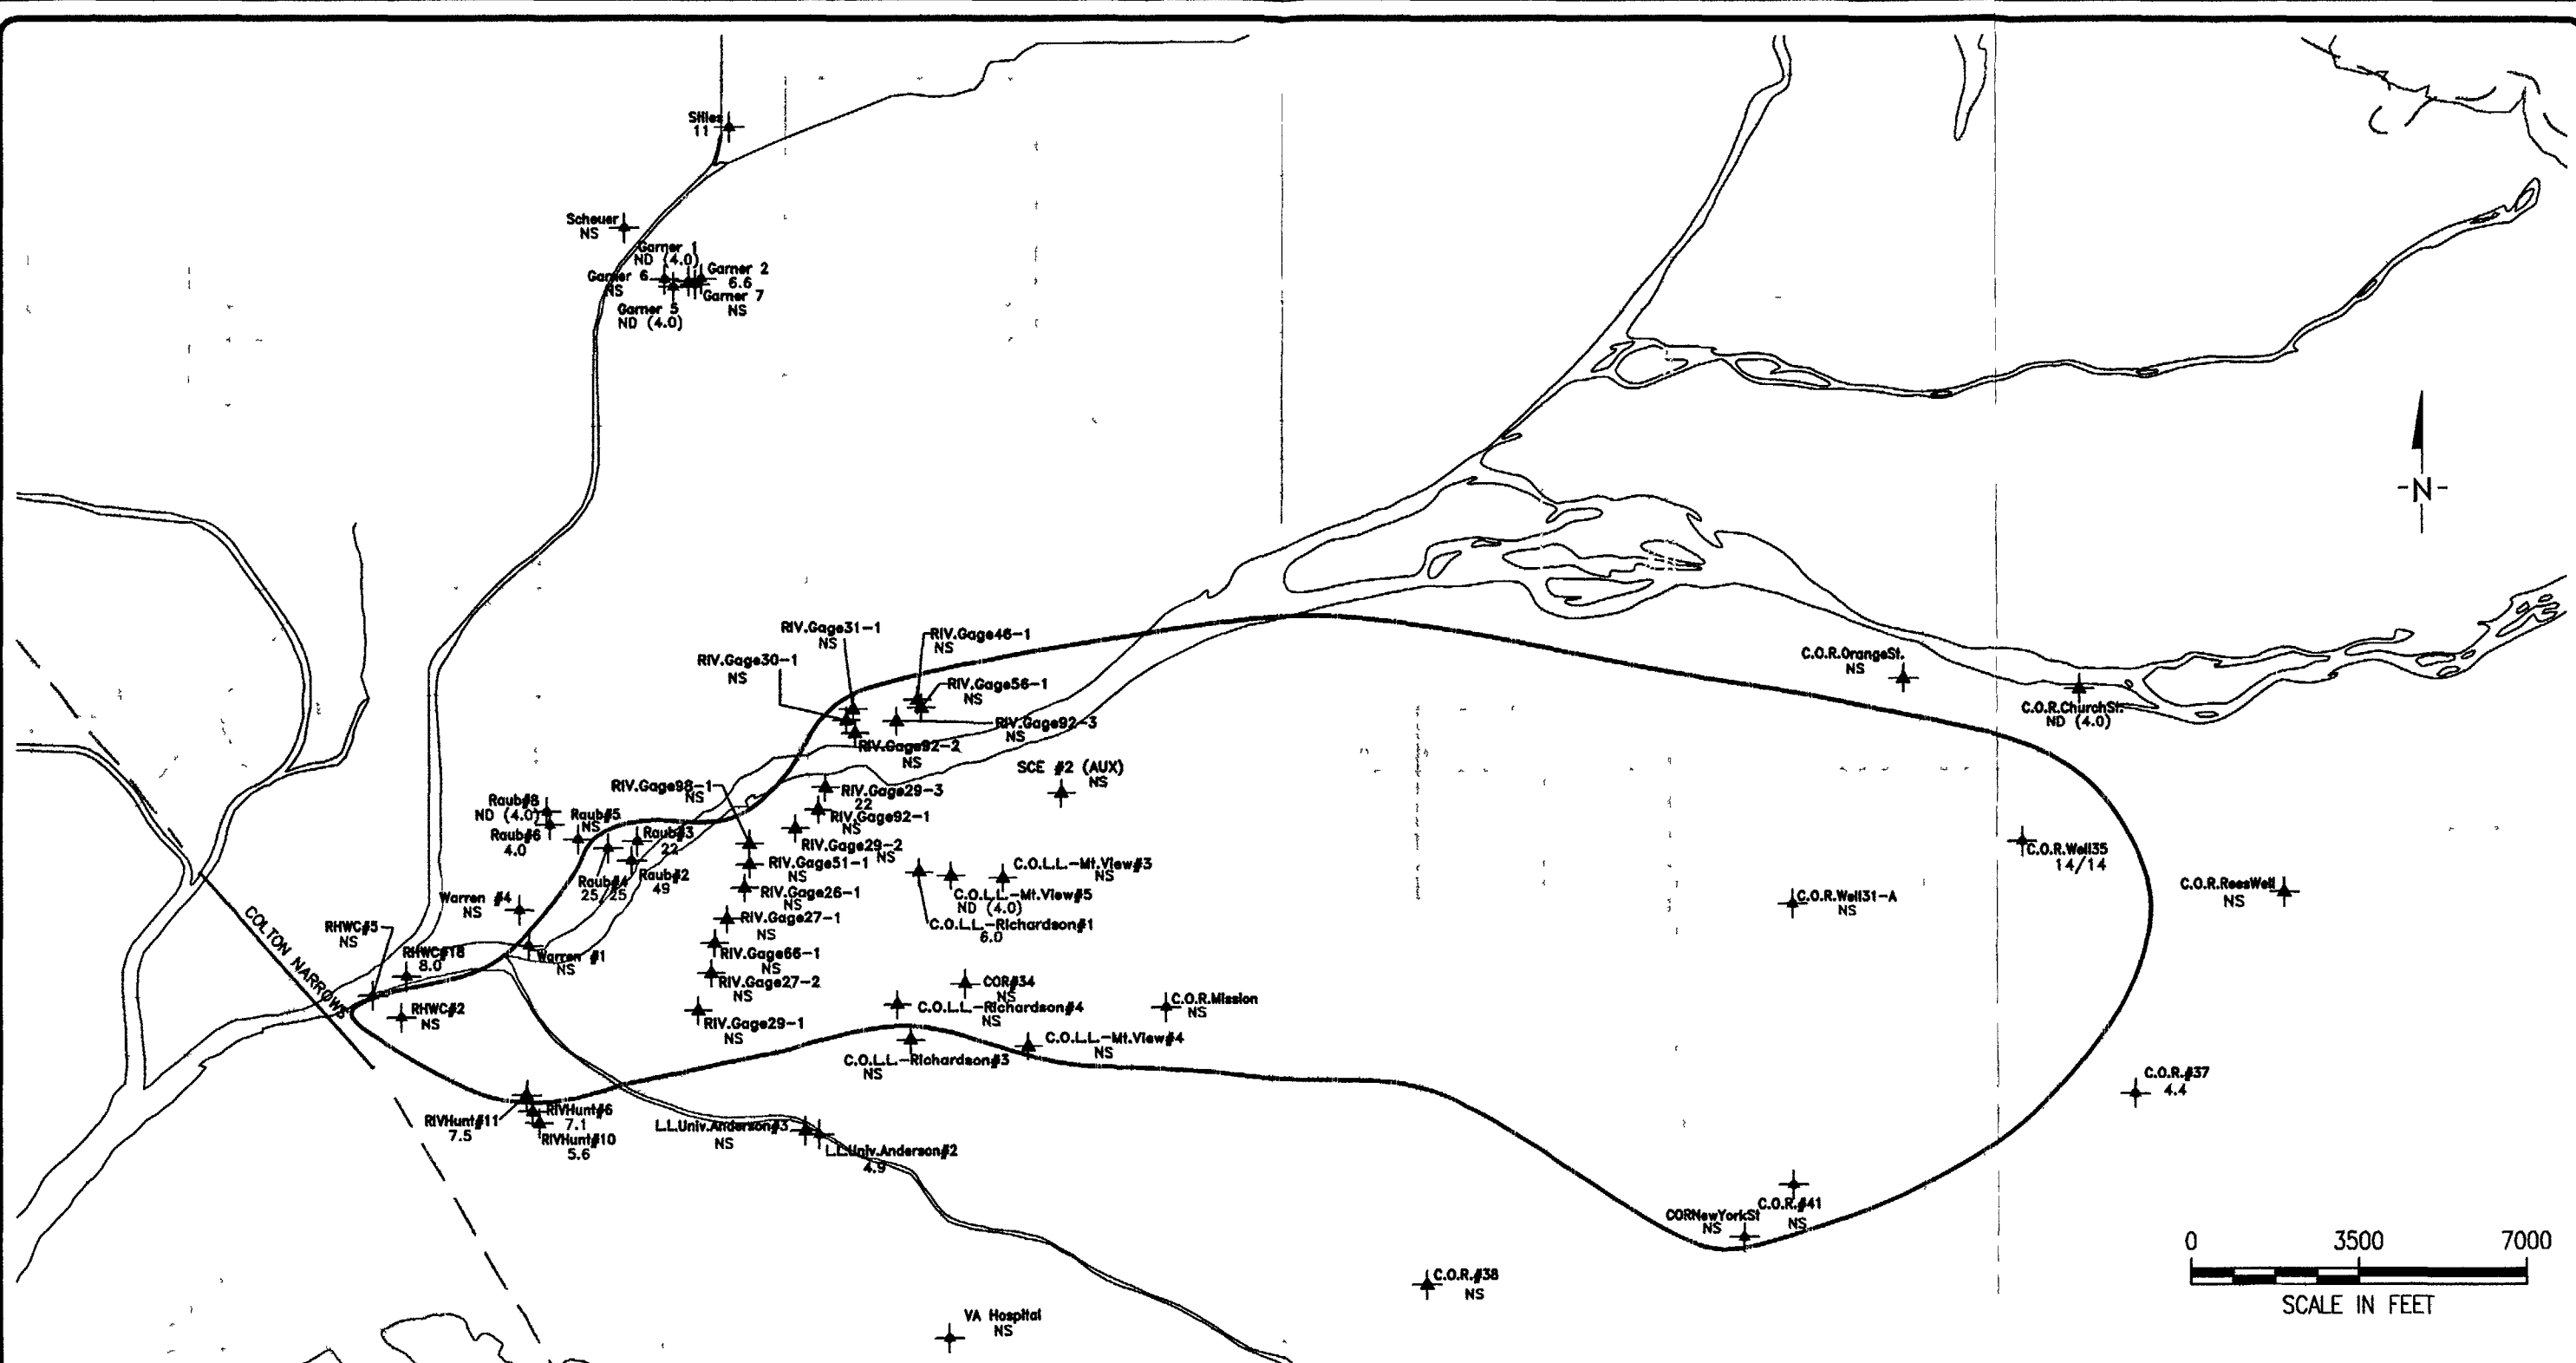 Stiles
11
Scheuer
NS
Garner 1
ND (4.0)
Garner 6
NS
Garner 2
6.6
Garner 7
NS
Garner 5
ND (4.0)
-N-
RIV.Gage31-1
NS
RIV.Gage46-1
NS
RIV.Gage30-1
NS
RIV.Gage56-1
NS
RIV.Gage92-3
NS
RIV.Gage92-2
NS
C.O.R.OrangeSt.
NS
C.O.R.ChurchSt.
ND (4.0)
SCE #2 (AUX)
NS
RIV.Gage98-1
NS
RIV.Gage29-3
22
RIV.Gage92-1
NS
RIV.Gage29-2
NS
Raub#8
ND (4.0)
Raub#5
NS
Raub#6
4.0
Raub#3
22
Raub#4
25/25
Raub#2
49
RIV.Gage51-1
NS
RIV.Gage26-1
NS
C.O.L.L.-Mt.View#3
NS
C.O.L.L.-Mt.View#5
ND (4.0)
C.O.L.L.-Richardson#1
6.0
C.O.R.Well35
14/14
C.O.R.ReesWell
NS
C.O.R.Well31-A
NS
Warren #4
NS
RIV.Gage27-1
NS
RHWC#5
NS
COLTON NARROWS
RHWC#18
8.0
Warren #1
NS
RIV.Gage66-1
NS
RIV.Gage27-2
NS
COR#34
NS
RHWC#2
NS
RIV.Gage29-1
NS
C.O.L.L.-Richardson#4
NS
C.O.R.Mission
NS
C.O.L.L.-Richardson#3
NS
C.O.L.L.-Mt.View#4
NS
C.O.R.#37
4.4
RIVHunt#11
7.5
RIVHunt#6
7.1
RIVHunt#10
5.6
L.L.Univ.Anderson#3
NS
L.L.Univ.Anderson#2
4.9
CORNewYorkSt
NS
C.O.R.#41
NS
C.O.R.#38
NS
VA Hospital
NS
0 3500 7000
SCALE IN FEET